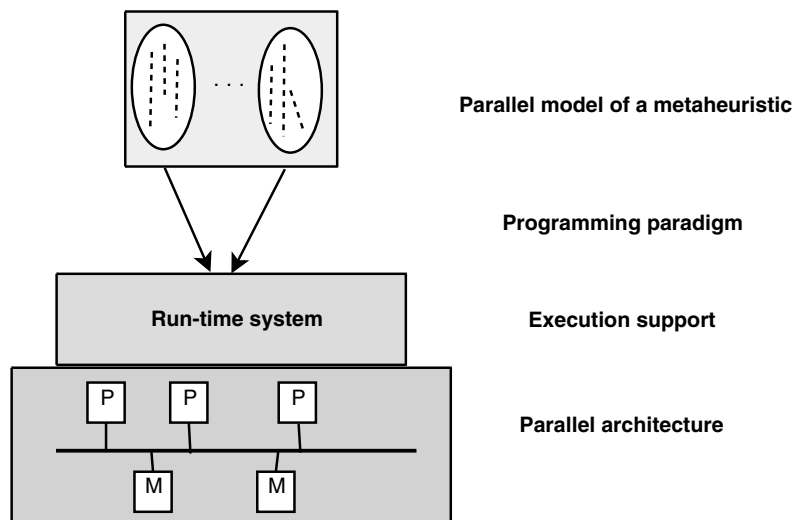 . . .
Parallel model of a metaheuristic
Programming paradigm
Run-time system
Execution support
P P P
Parallel architecture
M M